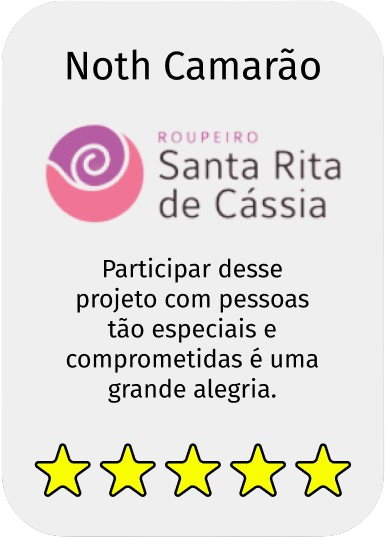 Noth Camarão
ROUPEIRO
Santa Rita
de Cássia
Participar desse
projeto com pessoas
tão especiais e
comprometidas é uma
grande alegria.